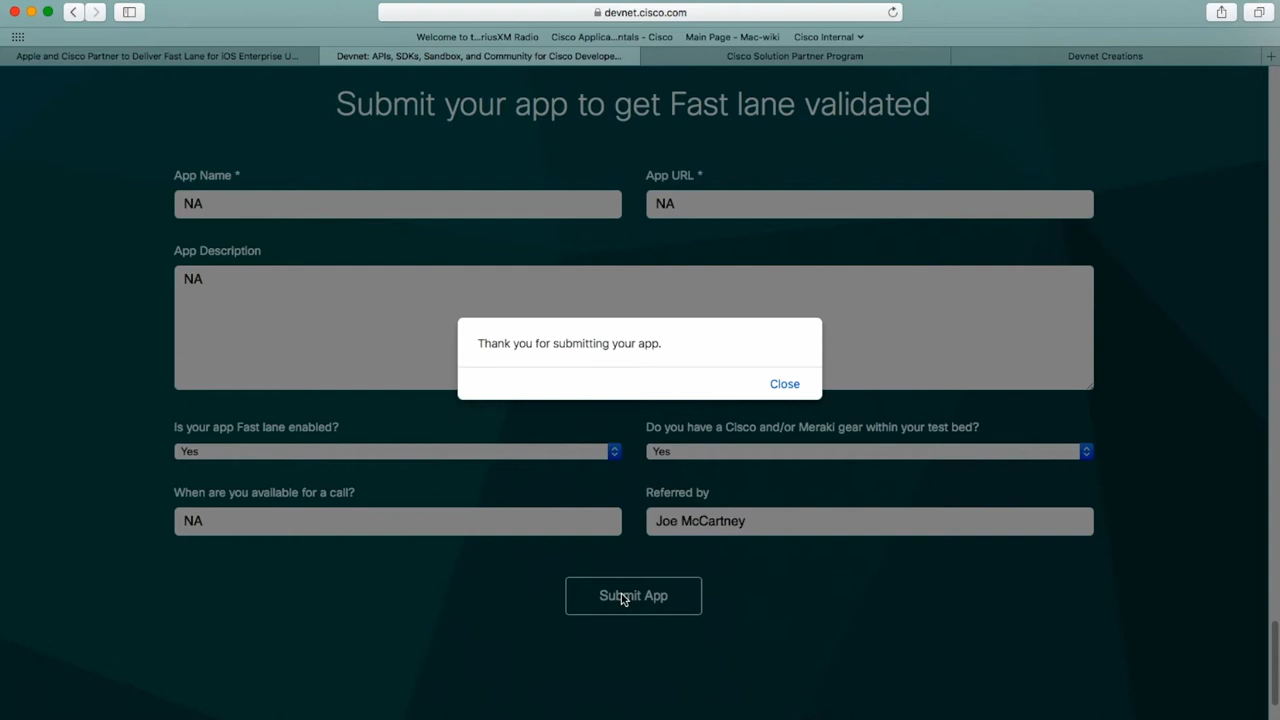 devnet.cisco.com
Welcome to t...riusXM Radio Cisco Applica...ntals - Cisco Main Page - Mac-wiki Cisco Internal
Apple and Cisco Partner to Deliver Fast Lane for iOS Enterprise U... Devnet: APIs, SDKs, Sandbox, and Community for Cisco Develope... Cisco Solution Partner Program Devnet Creations
Submit your app to get Fast lane validated
App Name * App URL *
NA NA
App Description
NA
Thank you for submitting your app.
Close
Is your app Fast lane enabled? Do you have a Cisco and/or Meraki gear within your test bed?
Yes Yes
When are you available for a call? Referred by
NA Joe McCartney
Submit App